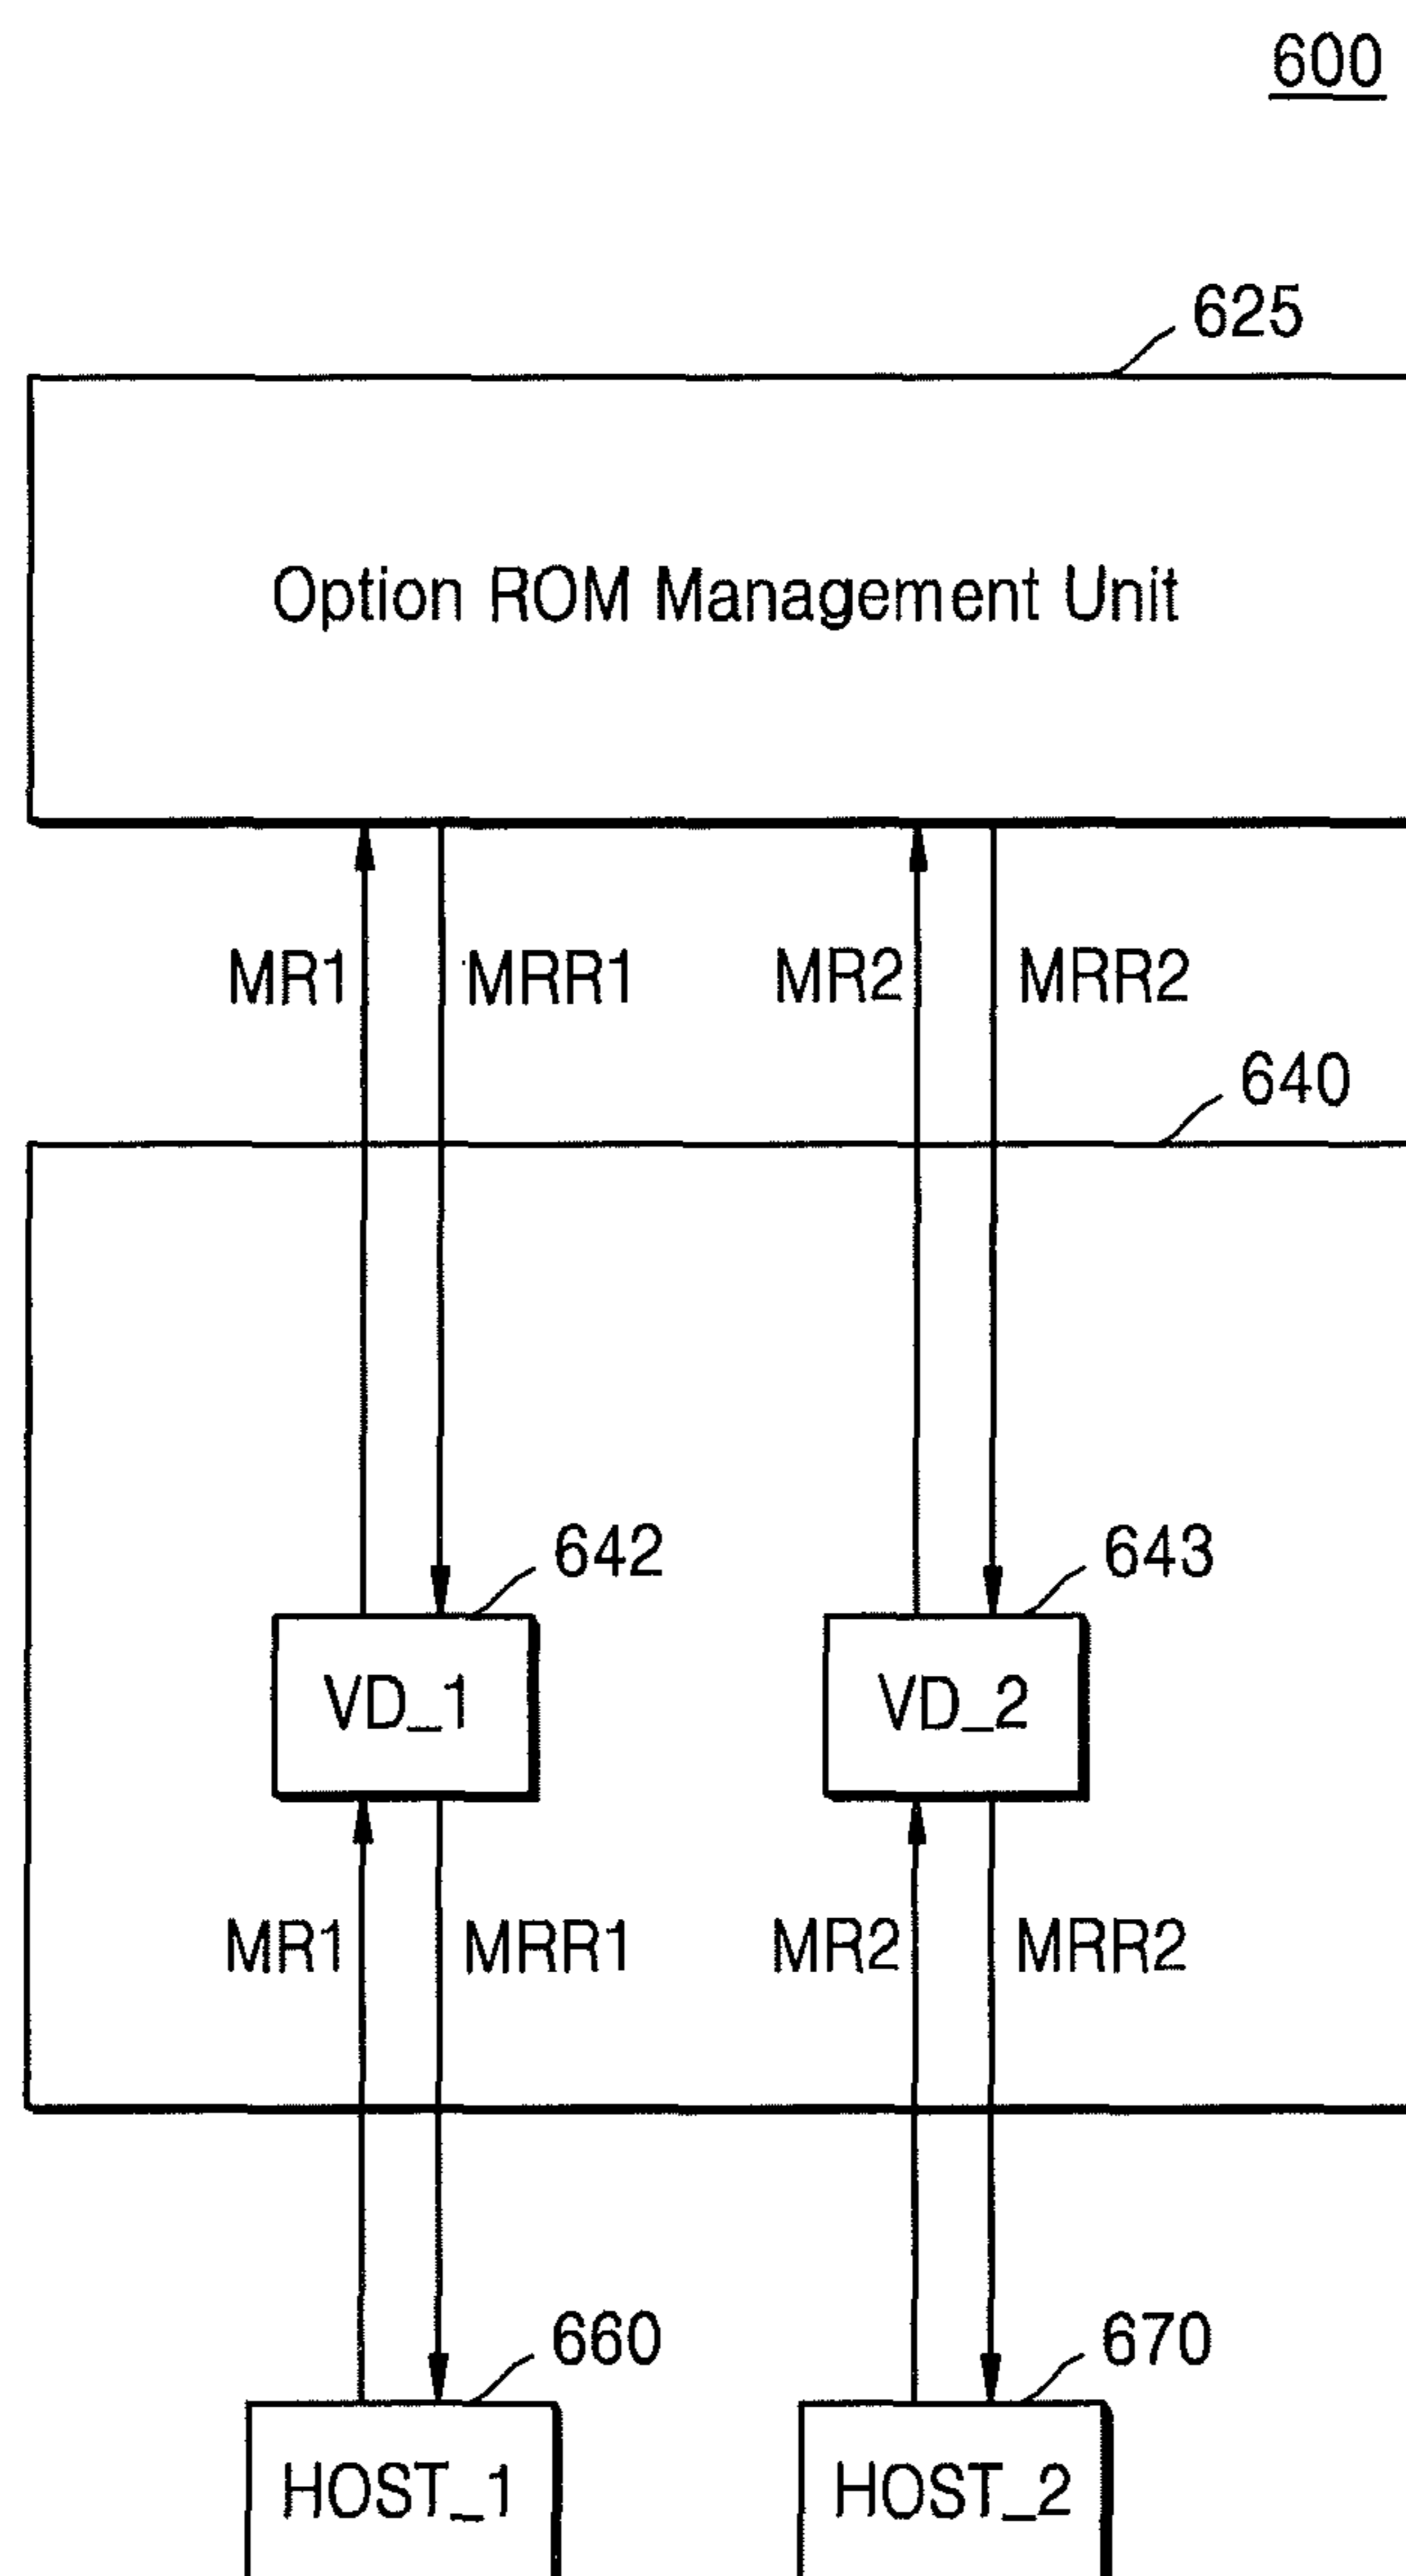 600
625
Option ROM Management Unit
MR1 MRR1 MR2 MRR2
640
642 643
VD_1 VD_2
MR1 MRR1 MR2 MRR2
660 670
HOST_1 HOST_2